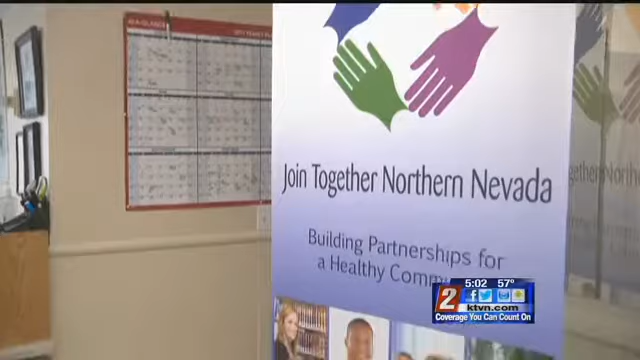 Join Together Northern Nevada
Building Partnerships for
a Healthy Comm
5:02 57°
2
ktvn.com
Coverage You Can Count On